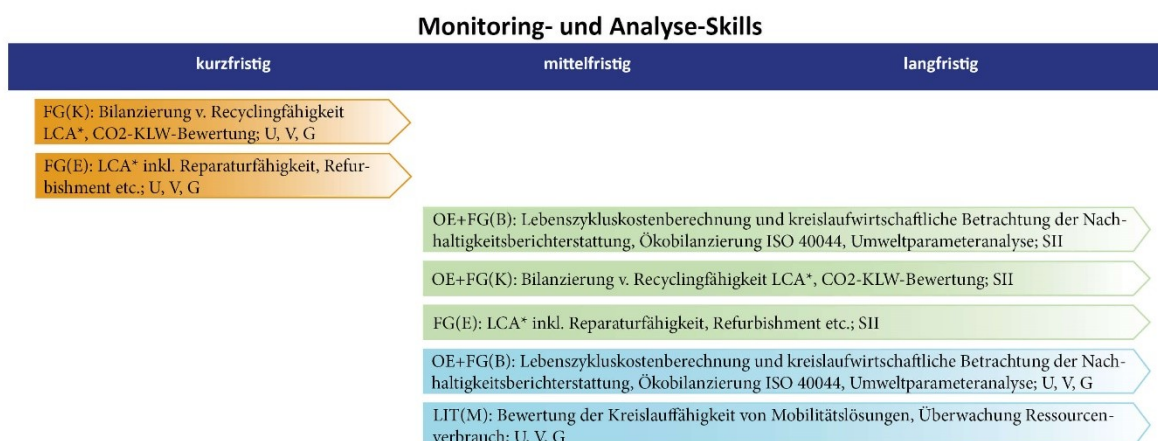 Monitoring- und Analyse-Skills
kurzfristig mittelfristig langfristig
FG(K): Bilanzierung v. Recyclingfähigkeit
LCA*, CO2-KLW-Bewertung; U, V, G
FG(E): LCA* inkl. Reparaturfähigkeit, Refur-
bishment etc.; U, V, G
OE+FG(B): Lebenszykluskostenberechnung und kreislaufwirtschaftliche Betrachtung der Nach-
haltigkeitsberichterstattung, Ökobilanzierung ISO 40044, Umweltparameteranalyse; SII
OE+FG(K): Bilanzierung v. Recyclingfähigkeit LCA*, CO2-KLW-Bewertung; SII
FG(E): LCA* inkl. Reparaturfähigkeit, Refurbishment etc.; SII
OE+FG(B): Lebenszykluskostenberechnung und kreislaufwirtschaftliche Betrachtung der Nach-
haltigkeitsberichterstattung, Ökobilanzierung ISO 40044, Umweltparameteranalyse; U, V, G
LIT(M): Bewertung der Kreislauffähigkeit von Mobilitätslösungen, Überwachung Ressourcen-
verbrauch; U, V, G